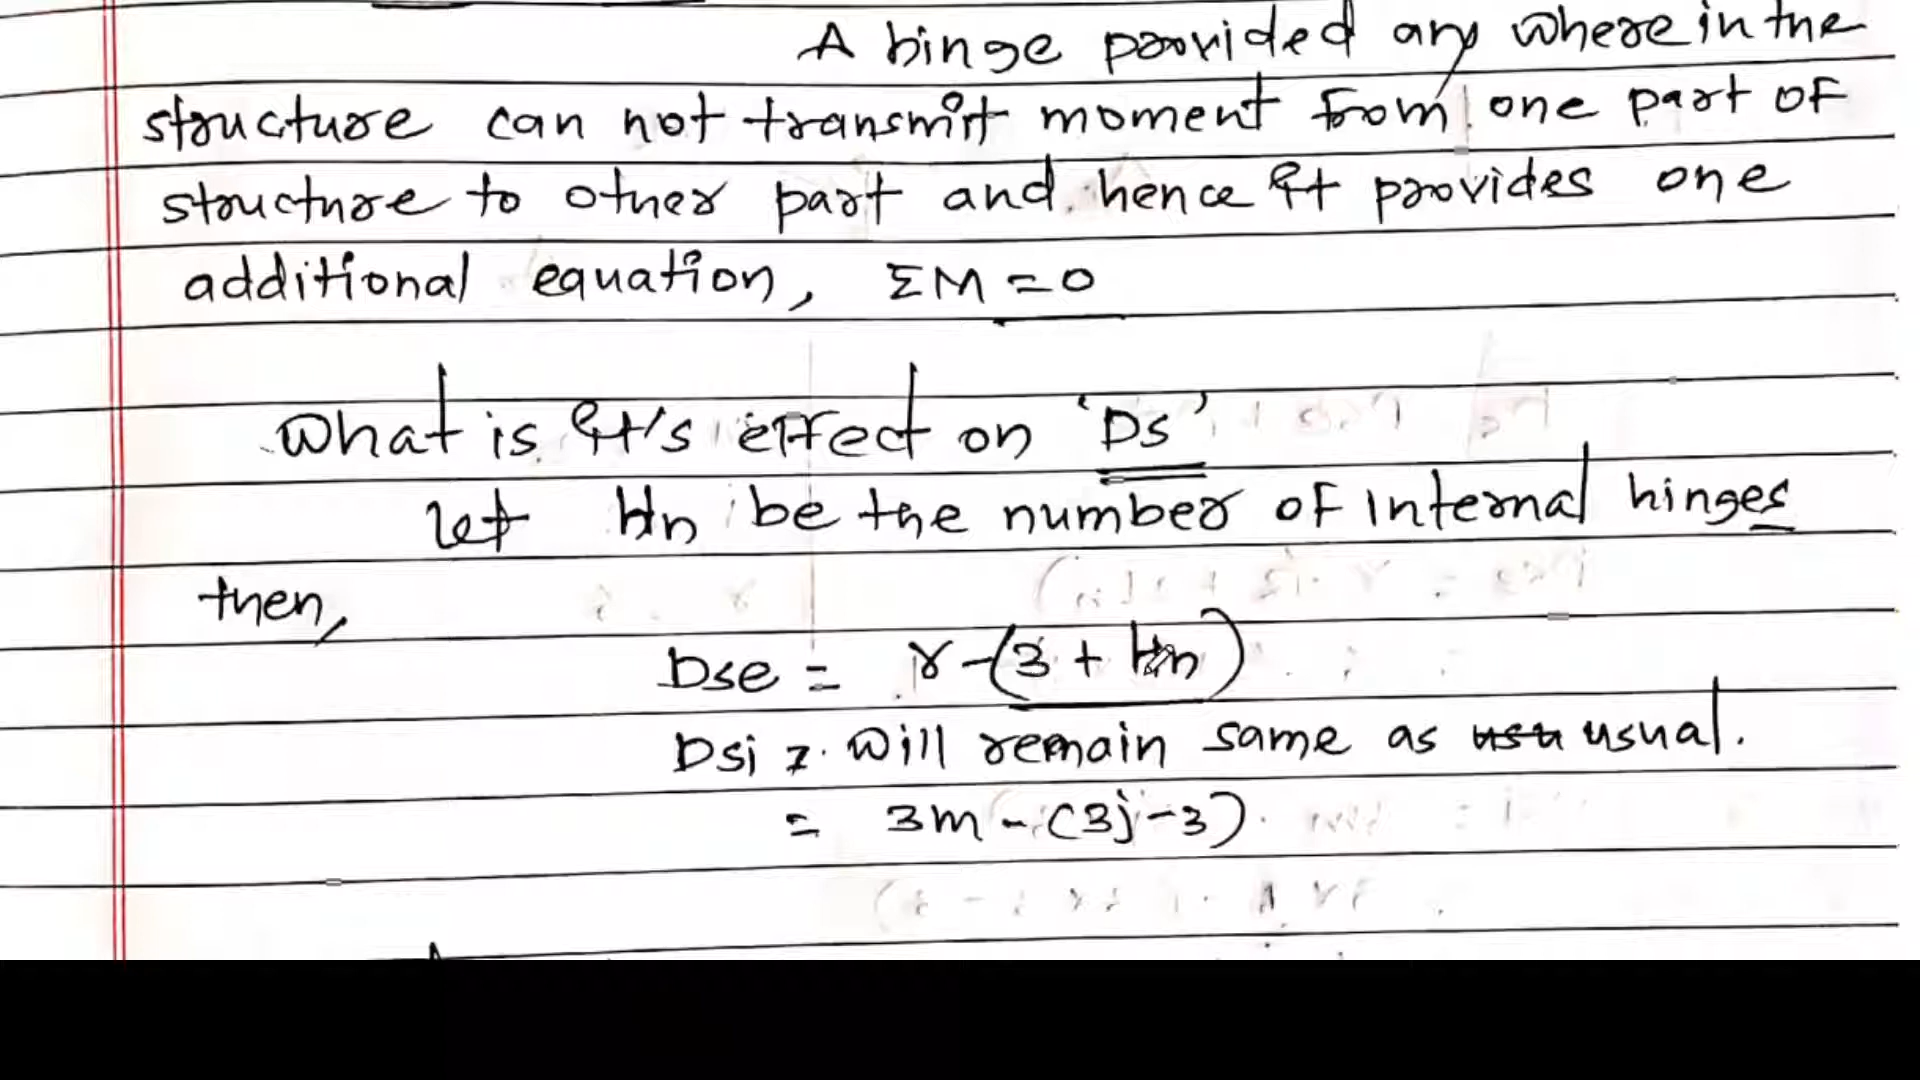 A hinge provided any where in the
structure can not transmit moment from one part of
structure to other part and hence it provides one
additional equation, ΣM = 0
What is it's effect on 'Ds'
let Hn be the number of internal hinges
then,
Dse = r - (3 + Hn)
Dsi = will remain same as usu usual.
= 3m - (3j - 3).